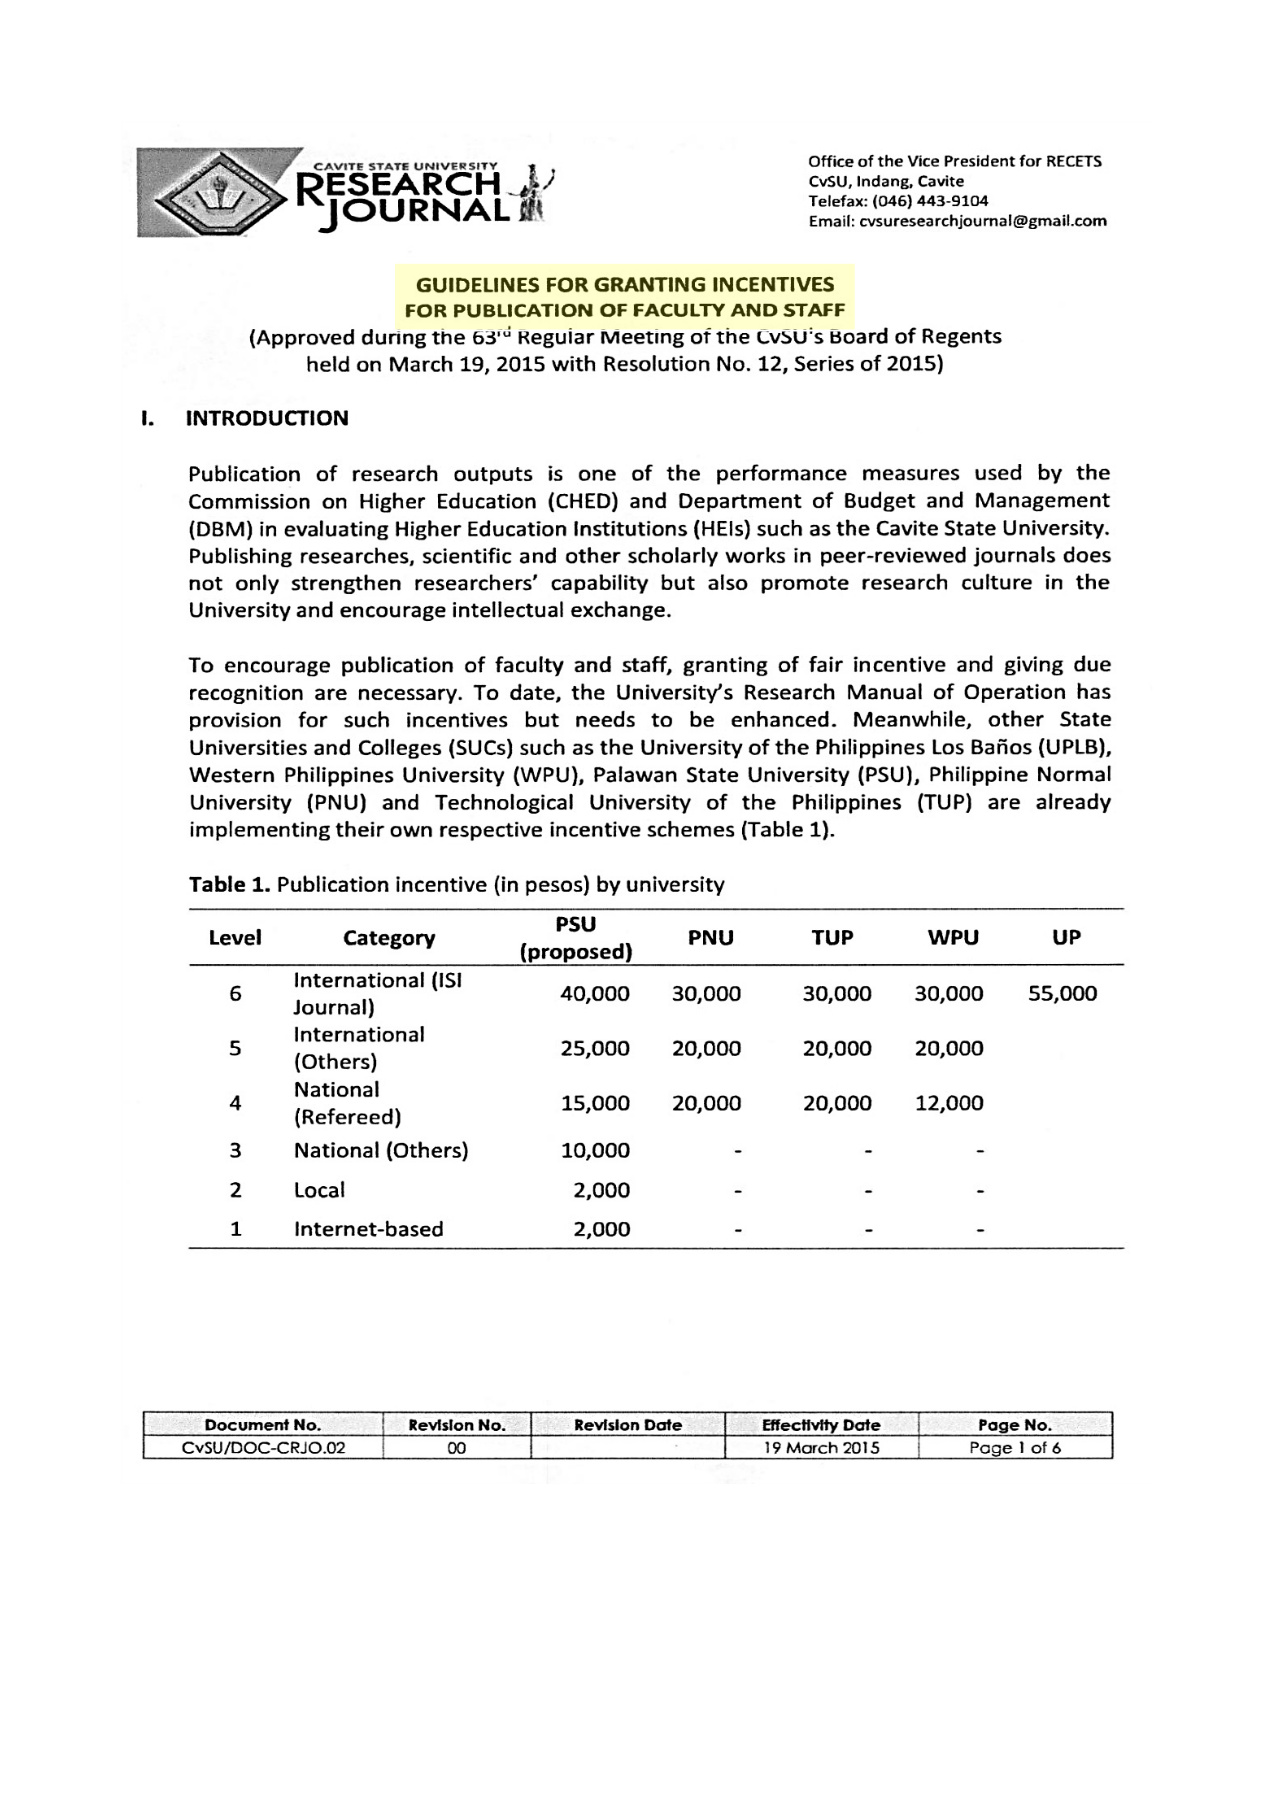 CAVITE STATE UNIVERSITY
RESEARCH
JOURNAL
Office of the Vice President for RECETS
CvSU, Indang, Cavite
Telefax: (046) 443-9104
Email: cvsuresearchjournal@gmail.com
GUIDELINES FOR GRANTING INCENTIVES
FOR PUBLICATION OF FACULTY AND STAFF
(Approved during the 63rd Regular Meeting of the CvSU's Board of Regents
held on March 19, 2015 with Resolution No. 12, Series of 2015)
I. INTRODUCTION
Publication of research outputs is one of the performance measures used by the
Commission on Higher Education (CHED) and Department of Budget and Management
(DBM) in evaluating Higher Education Institutions (HEIs) such as the Cavite State University.
Publishing researches, scientific and other scholarly works in peer-reviewed journals does
not only strengthen researchers' capability but also promote research culture in the
University and encourage intellectual exchange.
To encourage publication of faculty and staff, granting of fair incentive and giving due
recognition are necessary. To date, the University's Research Manual of Operation has
provision for such incentives but needs to be enhanced. Meanwhile, other State
Universities and Colleges (SUCs) such as the University of the Philippines Los Baños (UPLB),
Western Philippines University (WPU), Palawan State University (PSU), Philippine Normal
University (PNU) and Technological University of the Philippines (TUP) are already
implementing their own respective incentive schemes (Table 1).
Table 1. Publication incentive (in pesos) by university
Level Category PSU (proposed) PNU TUP WPU UP
6 International (ISI Journal) 40,000 30,000 30,000 30,000 55,000
5 International (Others) 25,000 20,000 20,000 20,000
4 National (Refereed) 15,000 20,000 20,000 12,000
3 National (Others) 10,000 - - -
2 Local 2,000 - - -
1 Internet-based 2,000 - - -
Document No. Revision No. Revision Date Effectivity Date Page No.
CvSU/DOC-CRJO.02 00 19 March 2015 Page 1 of 6